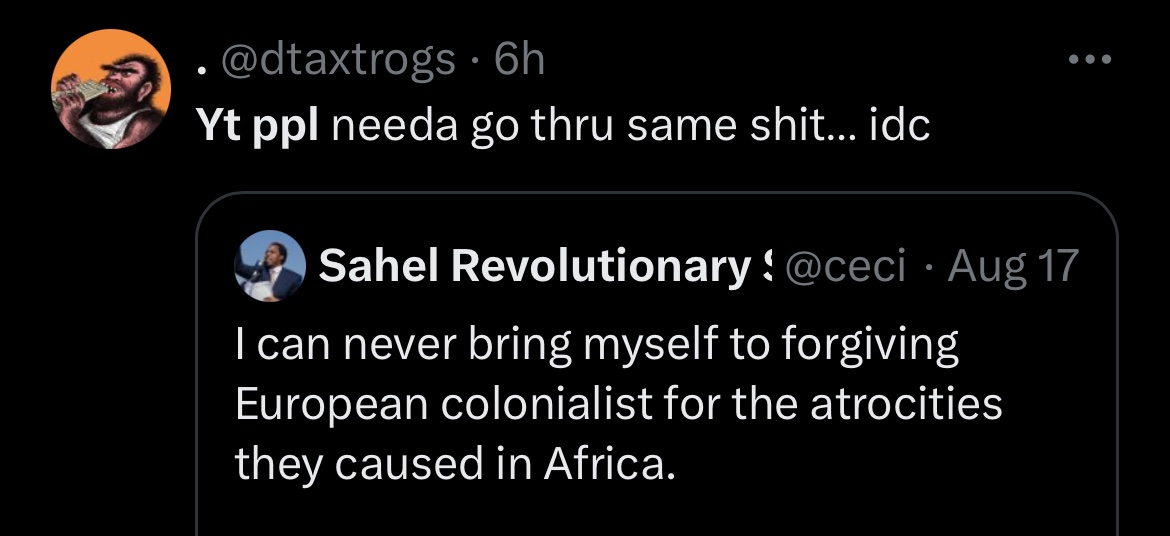 . @dtaxtrogs · 6h
Yt ppl needa go thru same shit... idc
Sahel Revolutionary @ceci · Aug 17
I can never bring myself to forgiving
European colonialist for the atrocities
they caused in Africa.